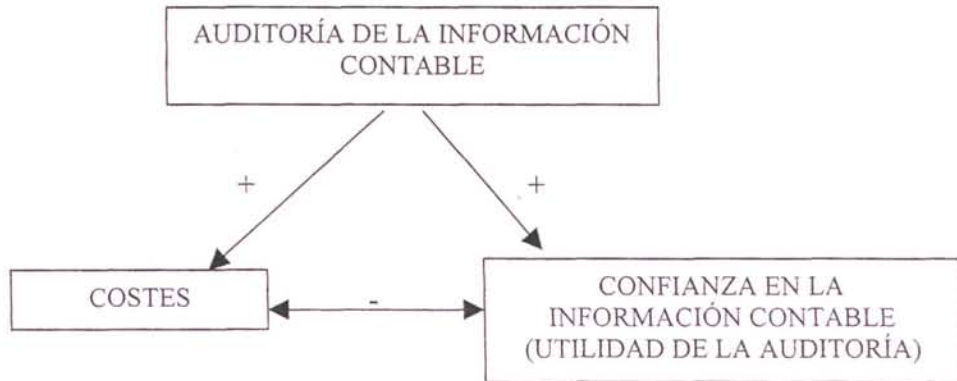 AUDITORÍA DE LA INFORMACIÓN
CONTABLE
+
+
COSTES
-
CONFIANZA EN LA
INFORMACIÓN CONTABLE
(UTILIDAD DE LA AUDITORÍA)